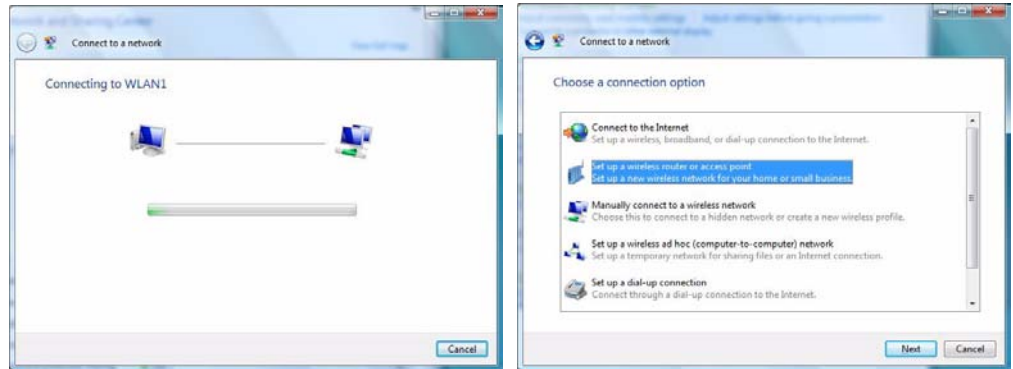 Connect to a network
Connecting to WLAN1
Cancel
Connect to a network
Choose a connection option
Connect to the Internet
Set up a wireless, broadband, or dial-up connection to the Internet.
Set up a wireless router or access point
Set up a new wireless network for your home or small business.
Manually connect to a wireless network
Choose this to connect to a hidden network or create a new wireless profile.
Set up a wireless ad hoc (computer-to-computer) network
Set up a temporary network for sharing files or an Internet connection.
Set up a dial-up connection
Connect through a dial-up connection to the Internet.
Next
Cancel